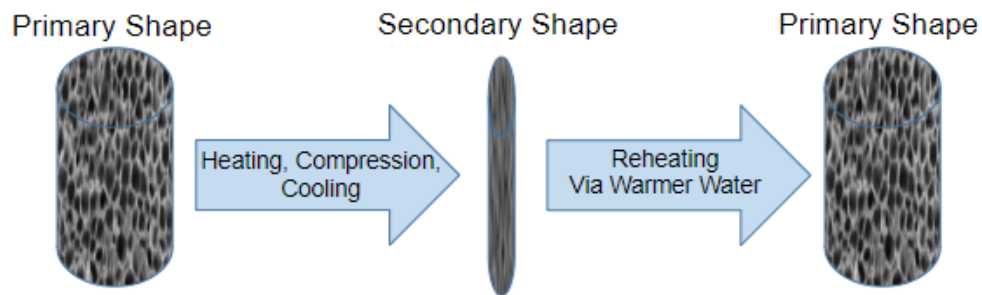 Primary Shape
Secondary Shape
Primary Shape
Heating, Compression,
Cooling
Reheating
Via Warmer Water